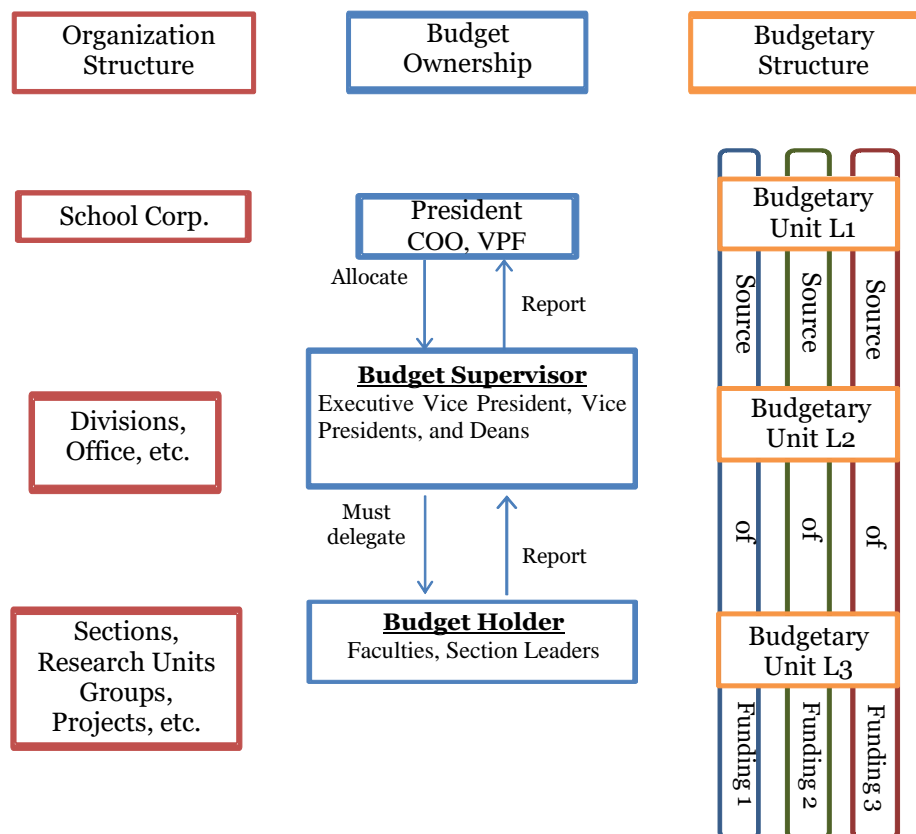 Organization
Structure
Budget
Ownership
Budgetary
Structure
School Corp.
President
COO, VPF
Budgetary
Unit L1
Allocate
Report
Source
Source
Source
Divisions,
Office, etc.
Budget Supervisor
Executive Vice President, Vice
Presidents, and Deans
Budgetary
Unit L2
Must
delegate
Report
of
of
of
Sections,
Research Units
Groups,
Projects, etc.
Budget Holder
Faculties, Section Leaders
Budgetary
Unit L3
Funding 1
Funding 2
Funding 3